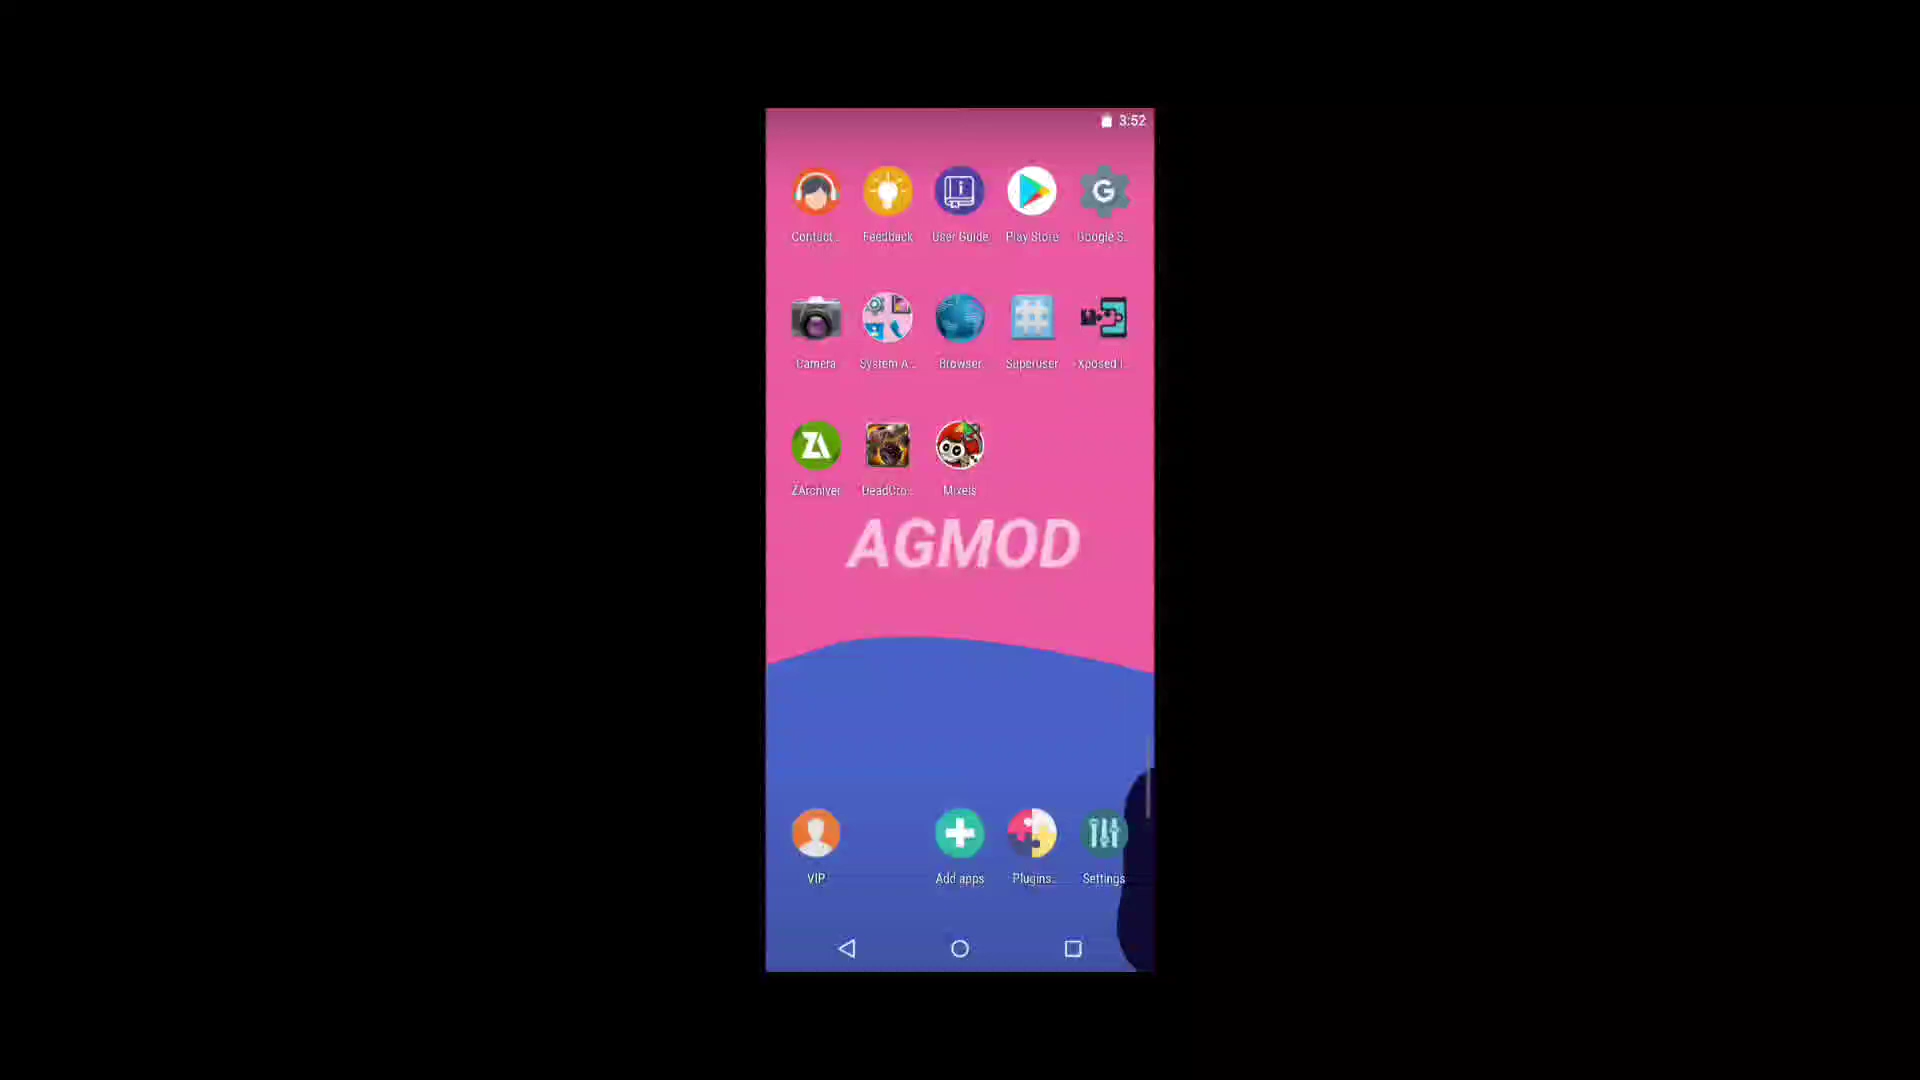 3:52
Contact...
Feedback
User Guide
Play Store
Google S...
Camera
System A...
Browser
Superuser
Xposed I...
ZArchiver
DeadCro...
Mixels
AGMOD
VIP
Add apps
Plugins...
Settings